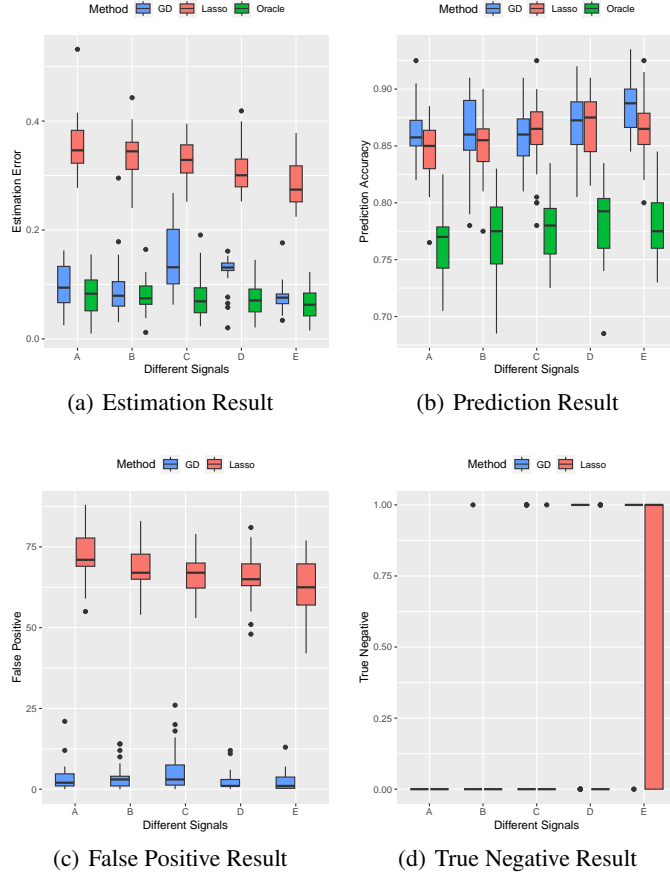 Method GD Lasso Oracle
Estimation Error
0.4
0.2
0.0
A B C D E
Different Signals
(a) Estimation Result
Method GD Lasso Oracle
Prediction Accuracy
0.90
0.85
0.80
0.75
0.70
A B C D E
Different Signals
(b) Prediction Result
Method GD Lasso
False Positive
75
50
25
0
A B C D E
Different Signals
(c) False Positive Result
Method GD Lasso
True Negative
1.00
0.75
0.50
0.25
0.00
A B C D E
Different Signals
(d) True Negative Result